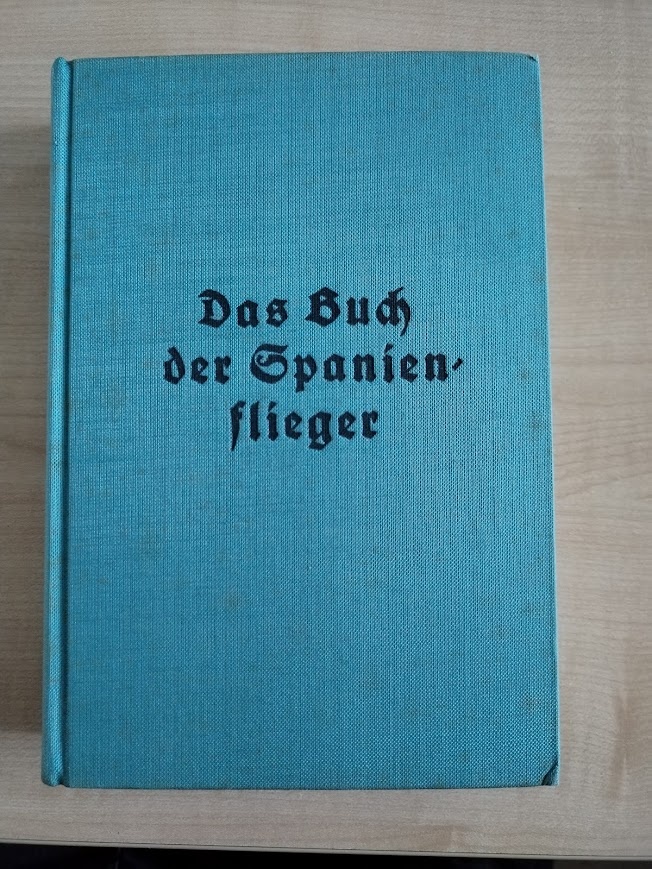 Das Buch
der Spanien-
flieger